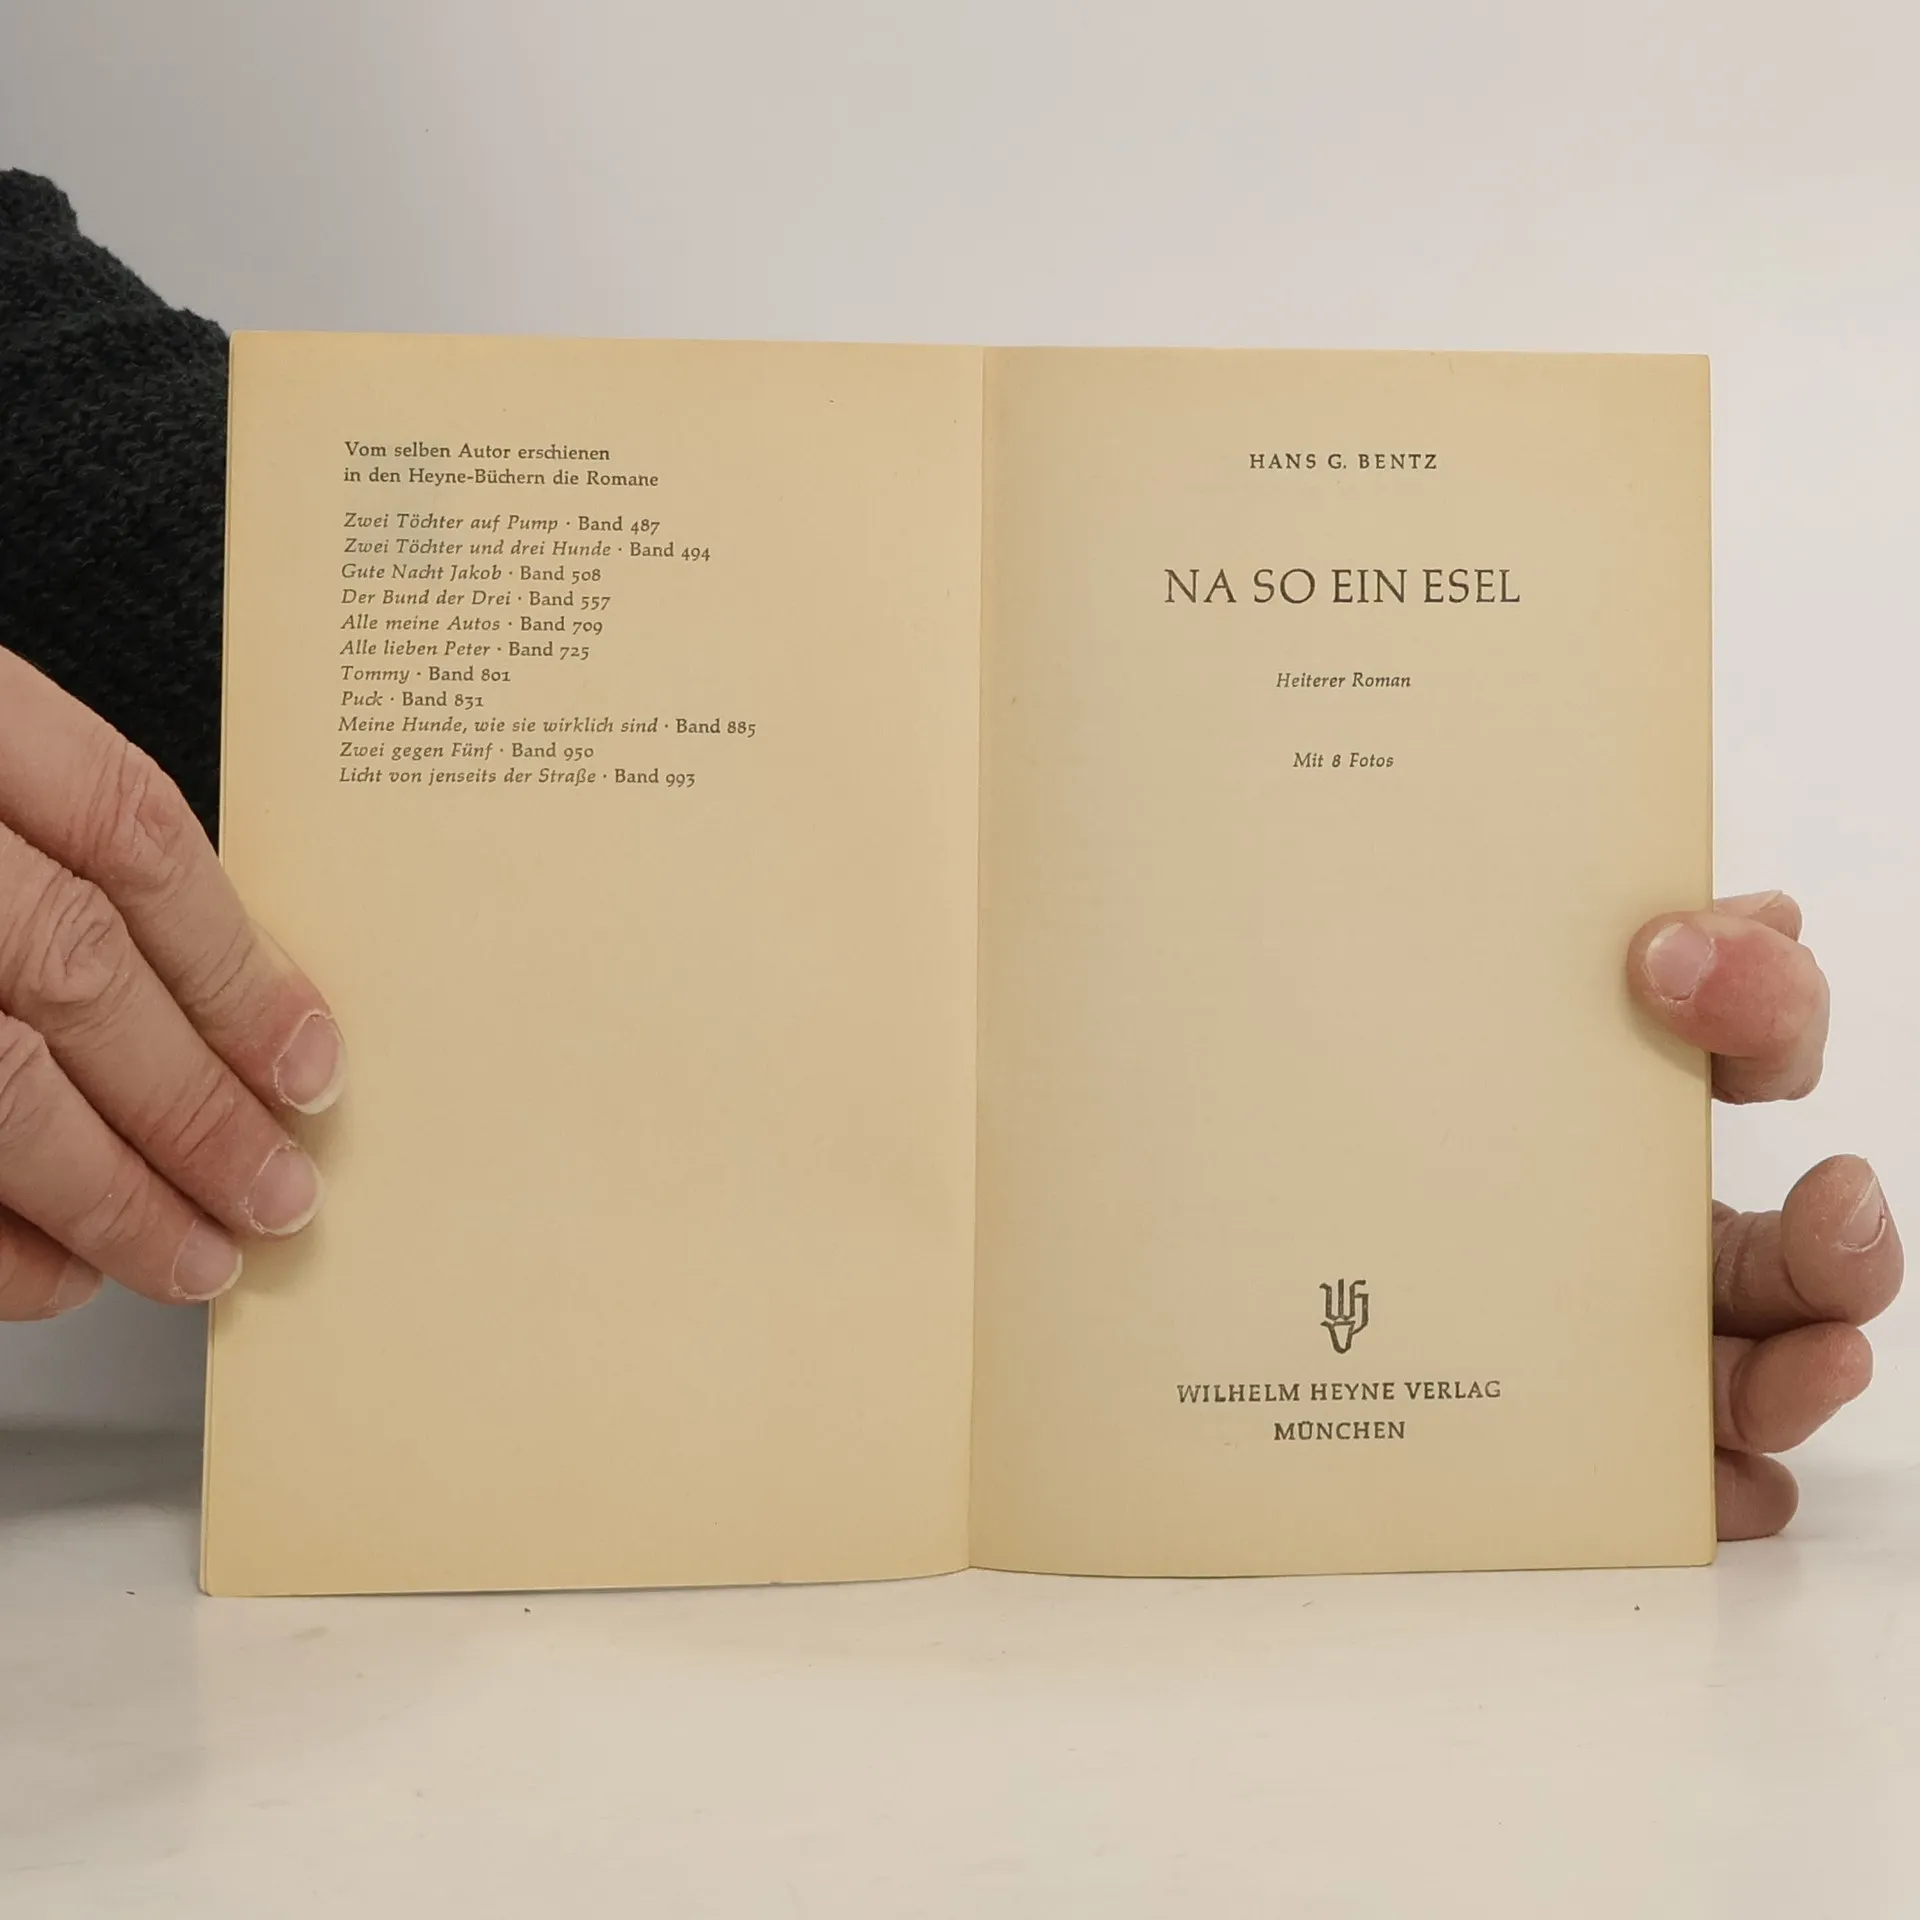 Vom selben Autor erschienen
in den Heyne-Büchern die Romane
Zwei Töchter auf Pump · Band 487
Zwei Töchter und drei Hunde · Band 494
Gute Nacht Jakob · Band 508
Der Bund der Drei · Band 557
Alle meine Autos · Band 709
Alle lieben Peter · Band 725
Tommy · Band 801
Puck · Band 831
Meine Hunde, wie sie wirklich sind · Band 885
Zwei gegen Fünf · Band 950
Licht von jenseits der Straße · Band 993
HANS G. BENTZ
NA SO EIN ESEL
Heiterer Roman
Mit 8 Fotos
WHV
WILHELM HEYNE VERLAG
MÜNCHEN